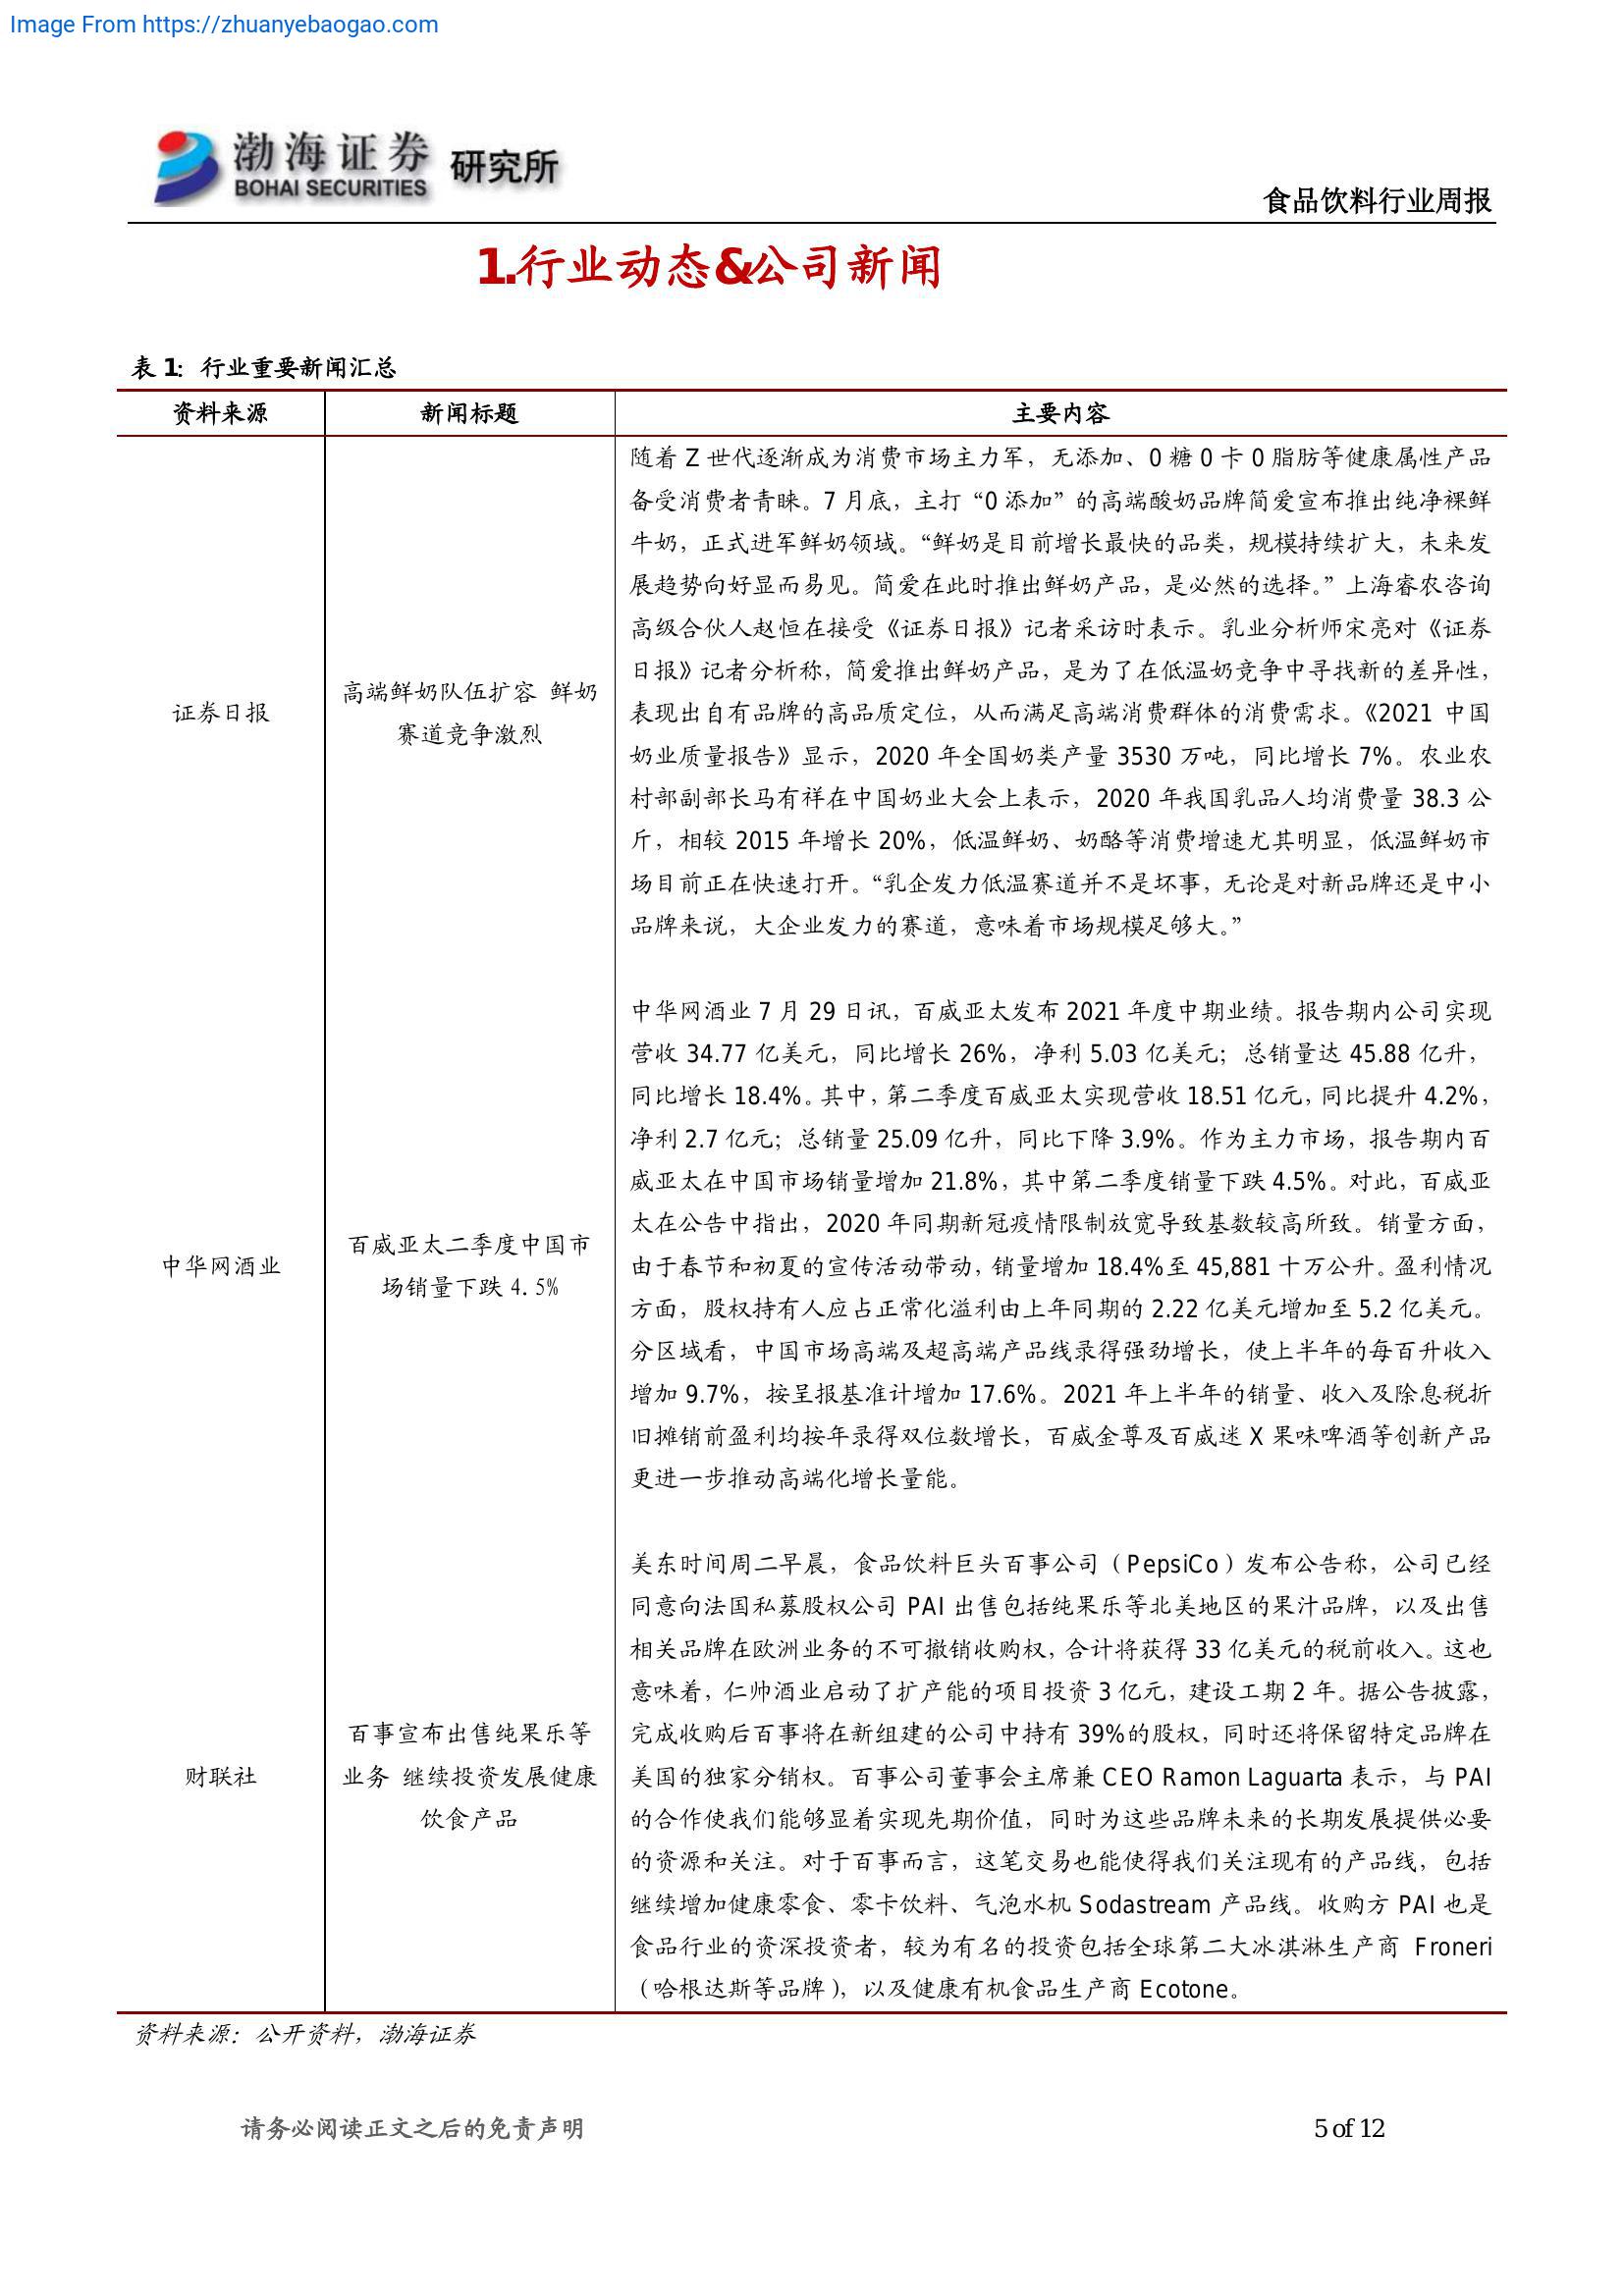 Image From https://zhuanyebaogao.com
渤海证券
BOHAI SECURITIES
研究所
食品饮料行业周报
1.行业动态&公司新闻
表 1: 行业重要新闻汇总
资料来源 新闻标题 主要内容
证券日报
高端鲜奶队伍扩容 鲜奶
赛道竞争激烈
随着 Z 世代逐渐成为消费市场主力军，无添加、0 糖 0 卡 0 脂肪等健康属性产品
备受消费者青睐。7 月底，主打“0 添加”的高端酸奶品牌简爱宣布推出纯净裸鲜
牛奶，正式进军鲜奶领域。“鲜奶是目前增长最快的品类，规模持续扩大，未来发
展趋势向好显而易见。简爱在此时推出鲜奶产品，是必然的选择。”上海睿农咨询
高级合伙人赵恒在接受《证券日报》记者采访时表示。乳业分析师宋亮对《证券
日报》记者分析称，简爱推出鲜奶产品，是为了在低温奶竞争中寻找新的差异性，
表现出自有品牌的高品质定位，从而满足高端消费群体的消费需求。《2021 中国
奶业质量报告》显示，2020 年全国奶类产量 3530 万吨，同比增长 7%。农业农
村部副部长马有祥在中国奶业大会上表示，2020 年我国乳品人均消费量 38.3 公
斤，相较 2015 年增长 20%，低温鲜奶、奶酪等消费增速尤其明显，低温鲜奶市
场目前正在快速打开。“乳企发力低温赛道并不是坏事，无论是对新品牌还是中小
品牌来说，大企业发力的赛道，意味着市场规模足够大。”
中华网酒业
百威亚太二季度中国市
场销量下跌 4.5%
中华网酒业 7 月 29 日讯，百威亚太发布 2021 年度中期业绩。报告期内公司实现
营收 34.77 亿美元，同比增长 26%，净利 5.03 亿美元；总销量达 45.88 亿升，
同比增长 18.4%。其中，第二季度百威亚太实现营收 18.51 亿元，同比提升 4.2%，
净利 2.7 亿元；总销量 25.09 亿升，同比下降 3.9%。作为主力市场，报告期内百
威亚太在中国市场销量增加 21.8%，其中第二季度销量下跌 4.5%。对此，百威亚
太在公告中指出，2020 年同期新冠疫情限制放宽导致基数较高所致。销量方面，
由于春节和初夏的宣传活动带动，销量增加 18.4%至 45,881 十万公升。盈利情况
方面，股权持有人应占正常化溢利由上年同期的 2.22 亿美元增加至 5.2 亿美元。
分区域看，中国市场高端及超高端产品线录得强劲增长，使上半年的每百升收入
增加 9.7%，按呈报基准计增加 17.6%。2021 年上半年的销量、收入及除息税折
旧摊销前盈利均按年录得双位数增长，百威金尊及百威迷 X 果味啤酒等创新产品
更进一步推动高端化增长量能。
财联社
百事宣布出售纯果乐等
业务 继续投资发展健康
饮食产品
美东时间周二早晨，食品饮料巨头百事公司（PepsiCo）发布公告称，公司已经
同意向法国私募股权公司 PAI 出售包括纯果乐等北美地区的果汁品牌，以及出售
相关品牌在欧洲业务的不可撤销收购权，合计将获得 33 亿美元的税前收入。这也
意味着，仁帅酒业启动了扩产能的项目投资 3 亿元，建设工期 2 年。据公告披露，
完成收购后百事将在新组建的公司中持有 39%的股权，同时还将保留特定品牌在
美国的独家分销权。百事公司董事会主席兼 CEO Ramon Laguarta 表示，与 PAI
的合作使我们能够显着实现先期价值，同时为这些品牌未来的长期发展提供必要
的资源和关注。对于百事而言，这笔交易也能使得我们关注现有的产品线，包括
继续增加健康零食、零卡饮料、气泡水机 Sodastream 产品线。收购方 PAI 也是
食品行业的资深投资者，较为有名的投资包括全球第二大冰淇淋生产商 Froneri
（哈根达斯等品牌），以及健康有机食品生产商 Ecotone。
资料来源：公开资料，渤海证券
请务必阅读正文之后的免责声明
5 of 12